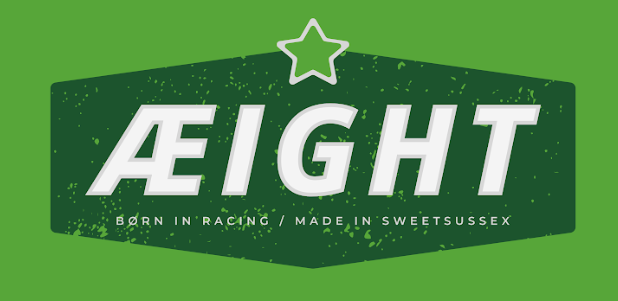 ÆIGHT
BØRN IN RACING / MADE IN SWEETSUSSEX